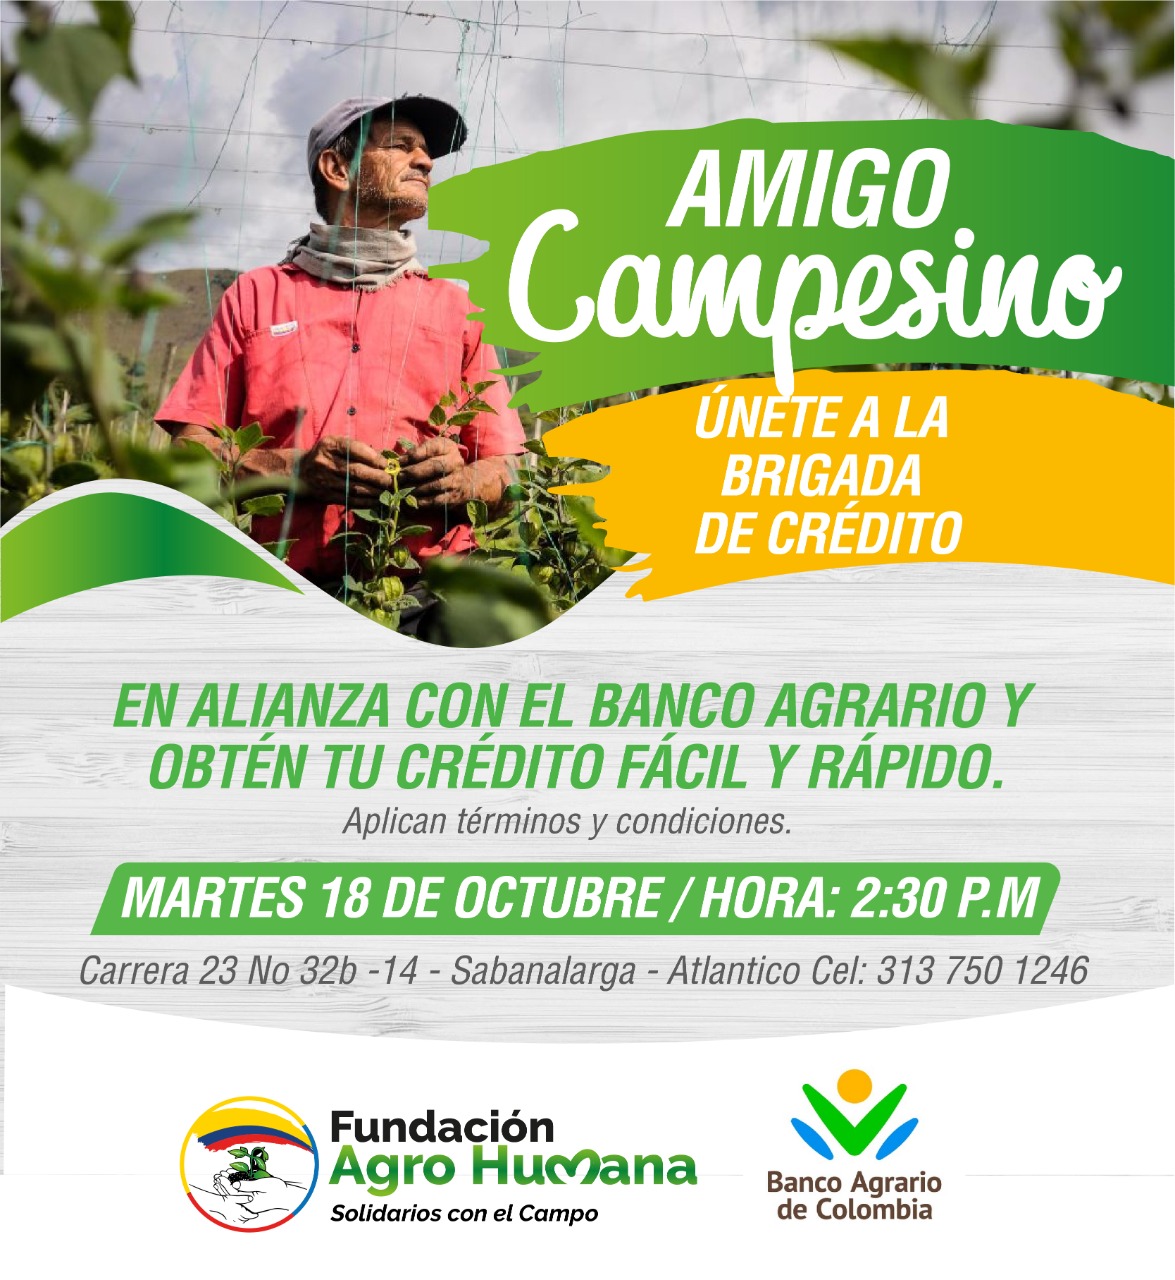 AMIGO
Campesino
ÚNETE A LA
BRIGADA
DE CRÉDITO
EN ALIANZA CON EL BANCO AGRARIO Y
OBTÉN TU CRÉDITO FÁCIL Y RÁPIDO.
Aplican términos y condiciones.
MARTES 18 DE OCTUBRE / HORA: 2:30 P.M
Carrera 23 No 32b -14 - Sabanalarga - Atlantico Cel: 313 750 1246
Fundación
Agro Humana
Solidarios con el Campo
Banco Agrario
de Colombia